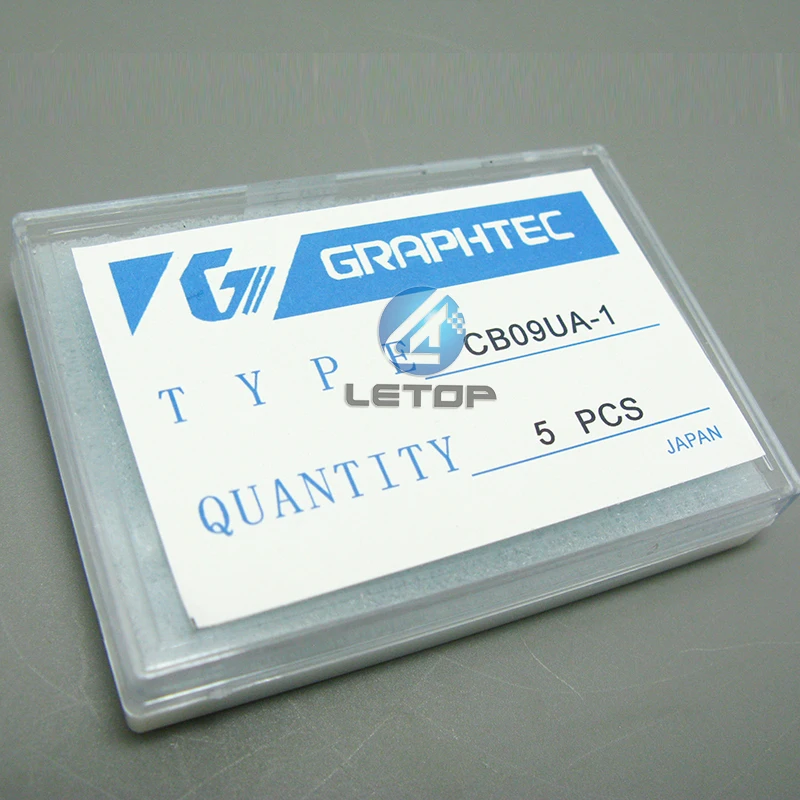 G GRAPHTEC
TYPE CB09UA-1
LETOP
QUANTITY 5 PCS
JAPAN